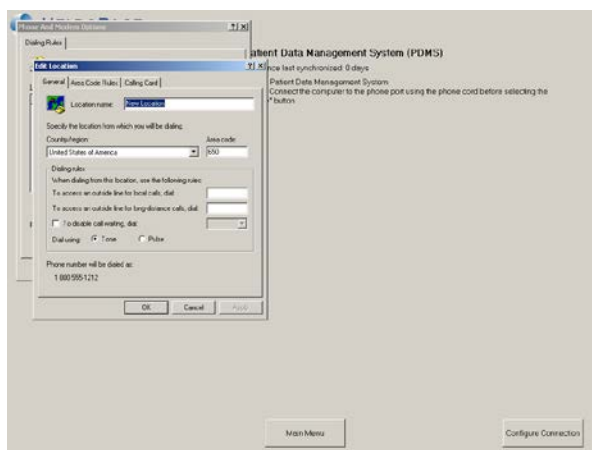 Phone And Modem Options
Dialing Rules
Patient Data Management System (PDMS)
since last synchronized: 0 days
Patient Data Management System
Connect the computer to the phone port using the phone cord before selecting the
button
Edit Location
General Area Code Rules Calling Card
Location name: New Location
Specify the location from which you will be dialing.
Country/region: Area code:
United States of America 650
Dialing rules
When dialing from this location, use the following rules:
To access an outside line for local calls, dial:
To access an outside line for long-distance calls, dial:
To disable call waiting, dial:
Dial using: Tone Pulse
Phone number will be dialed as:
1 800 555-1212
OK Cancel Apply
Main Menu Configure Connection